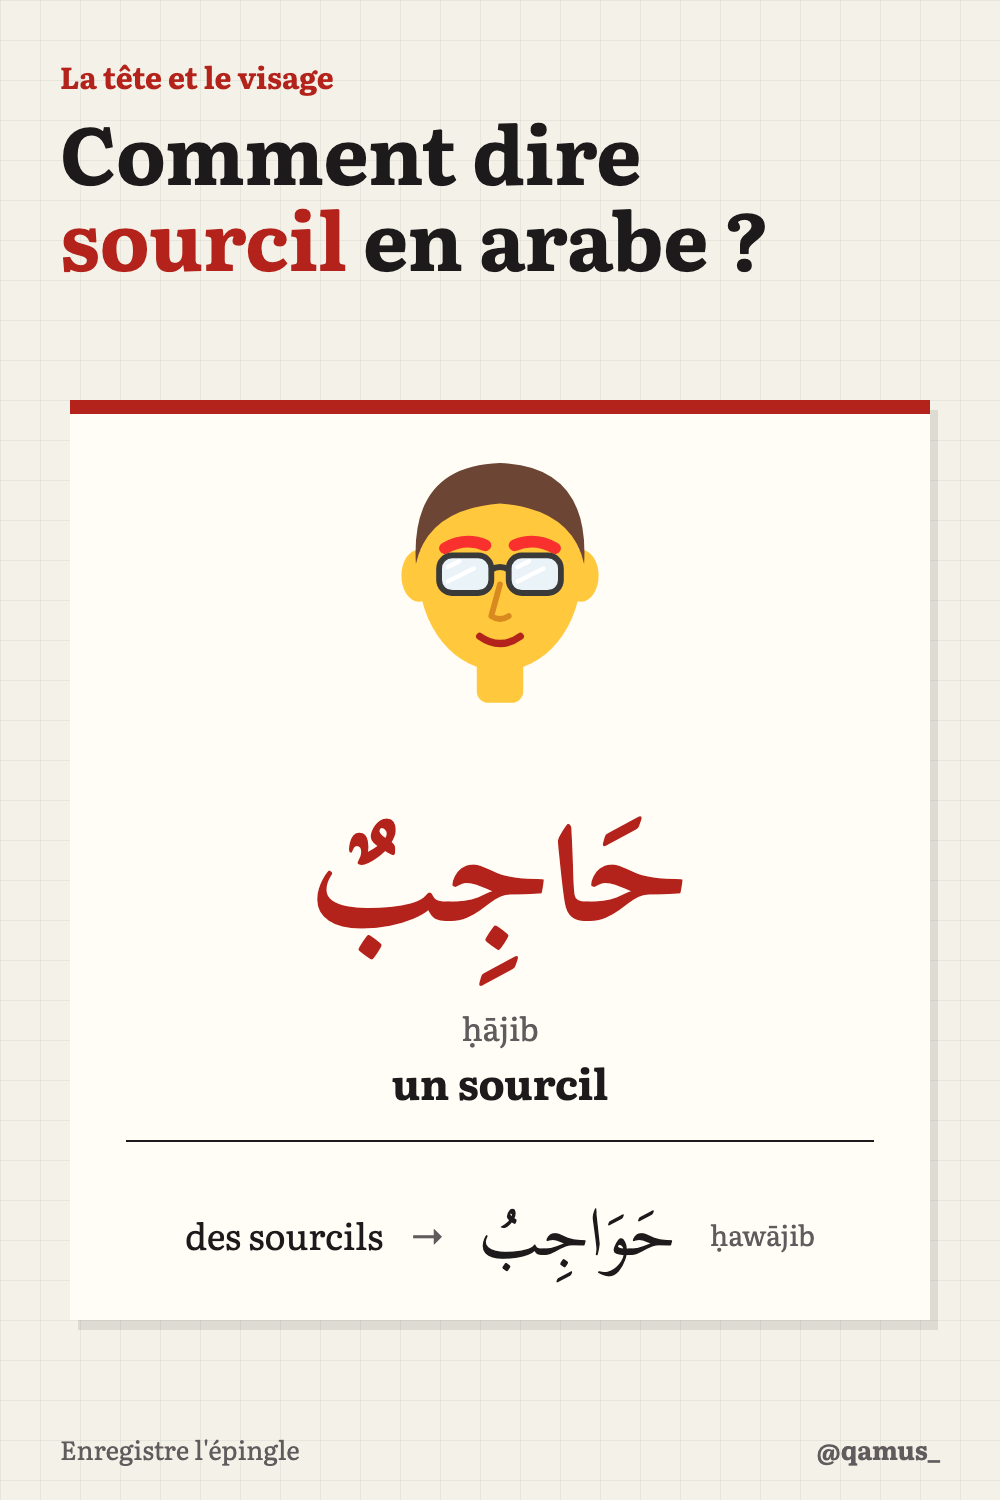 La tête et le visage
Comment dire
sourcil en arabe ?
حَاجِبٌ
ḥājib
un sourcil
des sourcils → حَوَاجِبُ ḥawājib
Enregistre l'épingle
@qamus_